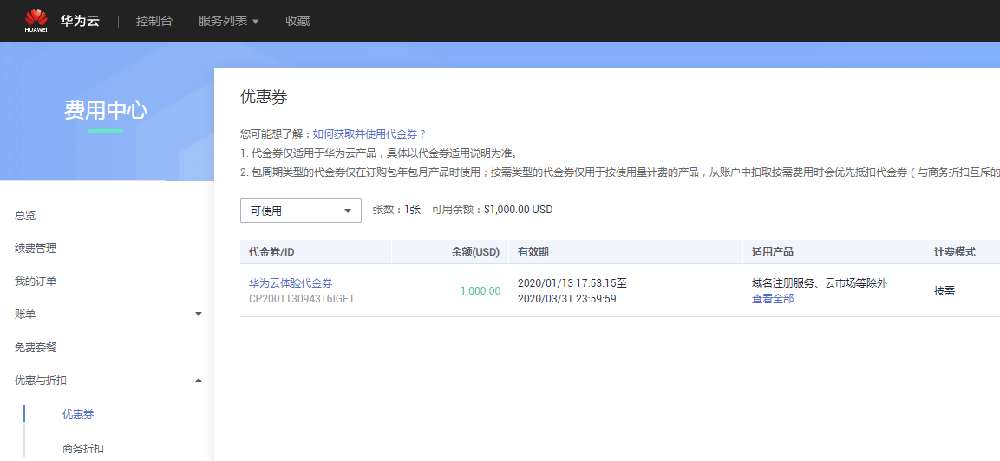 HUAWEI
华为云
控制台
服务列表
收藏
费用中心
总览
续费管理
我的订单
账单
免费套餐
优惠与折扣
优惠券
商务折扣
优惠券
您可能想了解：如何获取并使用代金券？
1. 代金券仅适用于华为云产品，具体以代金券适用说明为准。
2. 包周期类型的代金券仅在订购包年包月产品时使用；按需类型的代金券仅用于按使用量计费的产品，从账户中扣取按需费用时会优先抵扣代金券（与商务折扣互斥的
可使用
张数：1张 可用余额：$1,000.00 USD
代金券/ID 余额(USD) 有效期 适用产品 计费模式
华为云体验代金券
CP200113094316IGET
1,000.00
2020/01/13 17:53:15至
2020/03/31 23:59:59
域名注册服务、云市场等除外
查看全部
按需